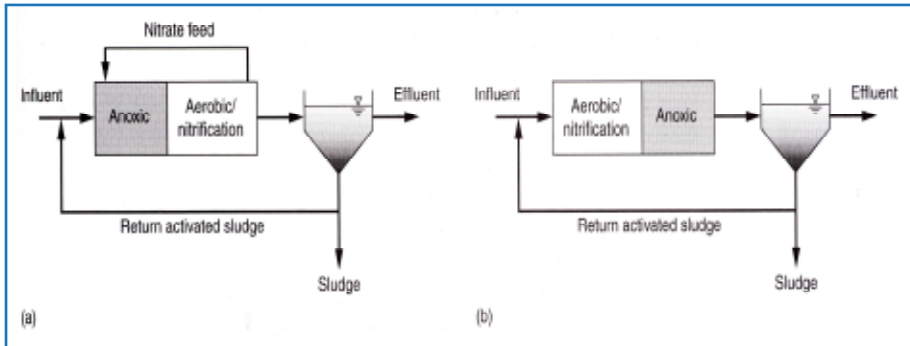 Nitrate feed
Influent
Anoxic
Aerobic/
nitrification
Effluent
Return activated sludge
Sludge
(a)
Influent
Aerobic/
nitrification
Anoxic
Effluent
Return activated sludge
Sludge
(b)